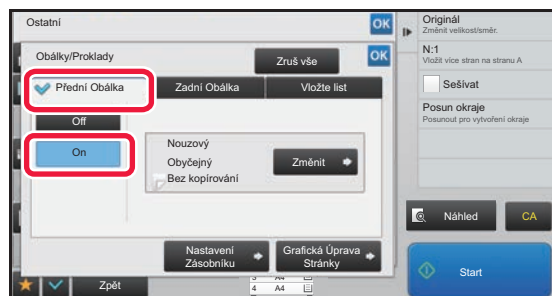 Ostatní
OK
Obálky/Proklady
Zruš vše
OK
Přední Obálka
Zadní Obálka
Vložte list
Off
On
Nouzový
Obyčejný
Bez kopírování
Změnit
Nastavení
Zásobníku
Grafická Úprava
Stránky
Zpět
3 A4
4 A4
Originál
Změnit velikost/směr.
N:1
Vložit více stran na stranu A
Sešívat
Posun okraje
Posunout pro vytvoření okraje
Náhled
CA
Start